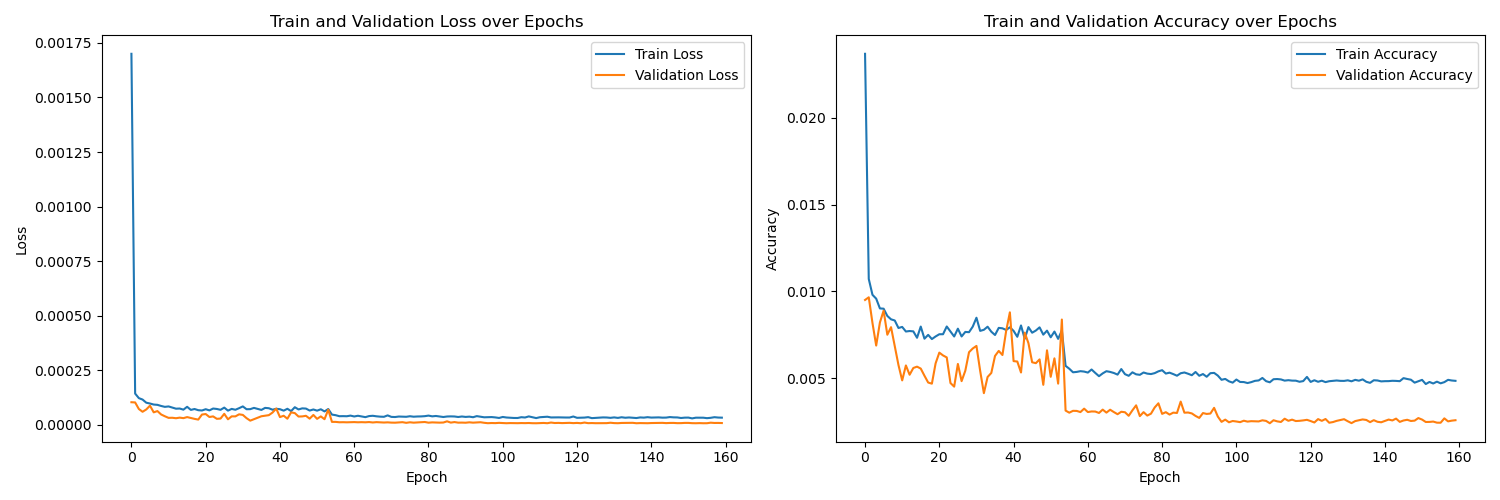 Train and Validation Loss over Epochs
0.00175
0.00150
0.00125
0.00100
0.00075
0.00050
0.00025
0.00000
Loss
Train Loss
Validation Loss
0 20 40 60 80 100 120 140 160
Epoch
Train and Validation Accuracy over Epochs
0.020
0.015
0.010
0.005
Accuracy
Train Accuracy
Validation Accuracy
0 20 40 60 80 100 120 140 160
Epoch